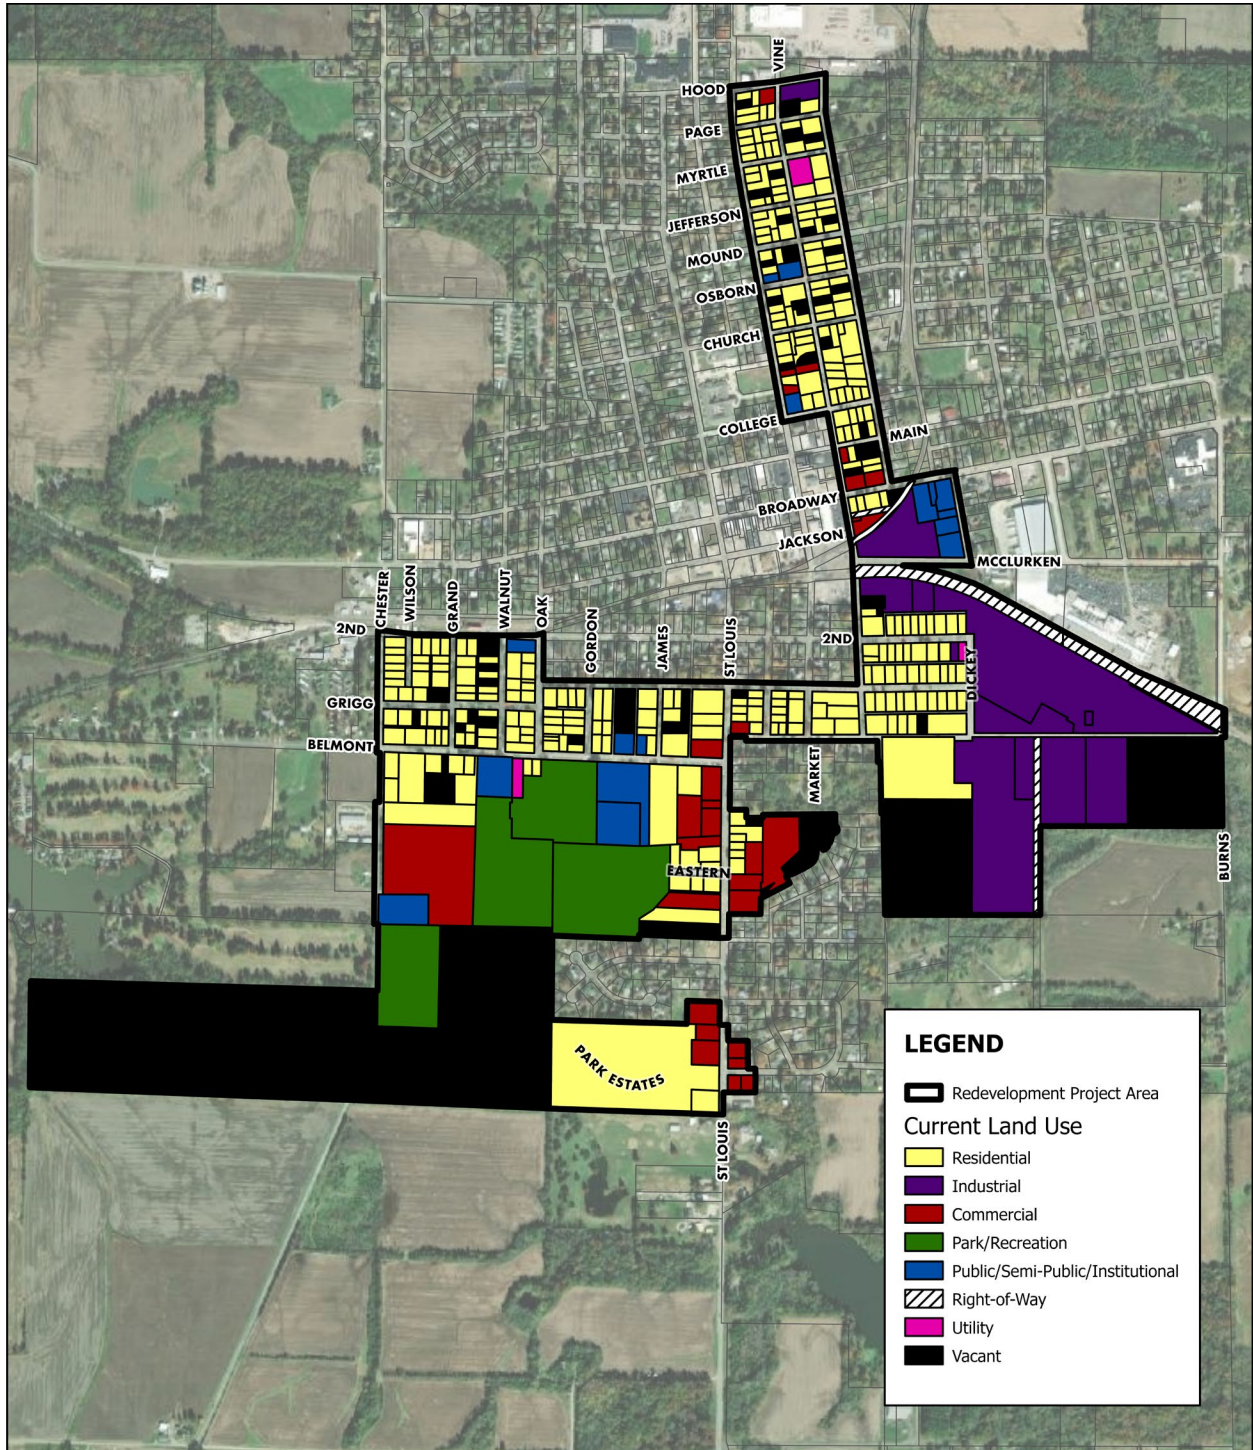 VINE
HOOD
PAGE
MYRTLE
JEFFERSON
MOUND
OSBORN
CHURCH
COLLEGE
MAIN
BROADWAY
JACKSON
MCCLURKEN
CHESTER
WILSON
GRAND
WALNUT
OAK
GORDON
JAMES
ST LOUIS
2ND
2ND
DICKEY
GRIGG
BELMONT
MARKET
EASTERN
BURNS
PARK ESTATES
ST LOUIS
LEGEND
Redevelopment Project Area
Current Land Use
Residential
Industrial
Commercial
Park/Recreation
Public/Semi-Public/Institutional
Right-of-Way
Utility
Vacant